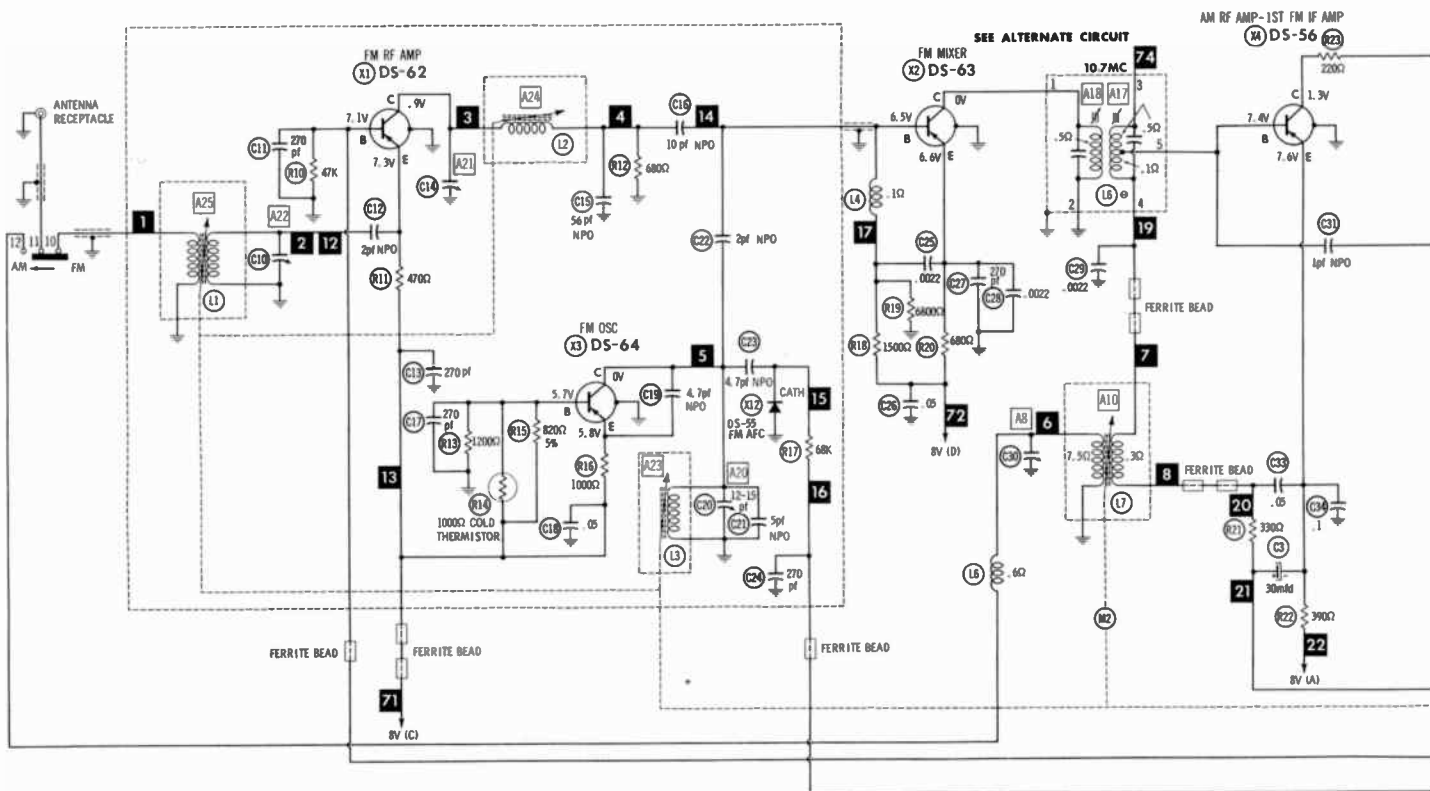 AM RF AMP-1ST FM IF AMP
X4 DS-56
R23
220Ω
SEE ALTERNATE CIRCUIT
FM RF AMP
X1 DS-62
FM MIXER
X2 DS-63
10.7MC
74
ANTENNA
RECEPTACLE
C
.9V
7.1V
B
7.3V
E
3
A24
L2
4
C16
10 pf NPO
14
C
0V
6.5V
B
6.6V
E
1
3
A18
A17
.5Ω
.5Ω
5
.1Ω
L6
2
4
C
1.3V
7.4V
B
7.6V
E
C11
270
pf
R10
47K
A21
C14
C15
56 pf
NPO
R12
680Ω
L4
.1Ω
17
12
11
10
AM
FM
1
A25
L1
A22
C10
2
12
C12
2pf NPO
R11
470Ω
C22
2pf NPO
C25
.0022
C27
270
pf
C28
.0022
R19
6800Ω
R18
1500Ω
R20
680Ω
C26
.05
72
8V (D)
19
C29
.0022
FERRITE BEAD
7
C31
1pf NPO
C13
270 pf
FM OSC
X3 DS-64
C
0V
5.7V
B
5.8V
E
5
C19
4.7pf
NPO
C23
4.7pf NPO
CATH
X12
DS-55
FM AFC
15
R17
68K
16
C17
270
pf
R13
1200Ω
R15
820Ω
5%
R16
1000Ω
R14
1000Ω COLD
THERMISTOR
C18
.05
13
A23
L3
A20
C20
12-15
pf
C21
5pf
NPO
C24
270
pf
A8
6
C30
A10
7.5Ω
.3Ω
L7
8
FERRITE BEAD
20
C33
.05
C34
.1
R21
330Ω
C3
30mfd
21
R22
390Ω
22
8V (A)
L6
.6Ω
M2
FERRITE BEAD
FERRITE BEAD
FERRITE BEAD
71
8V (C)